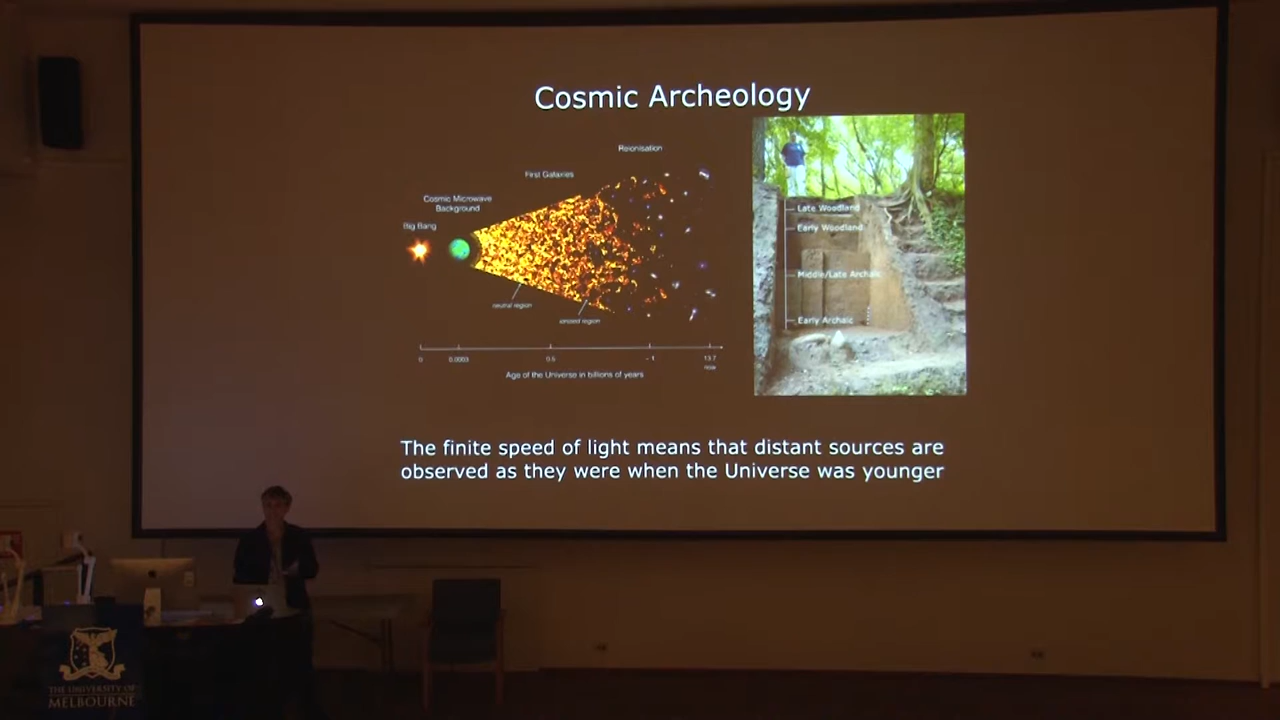 Cosmic Archeology
Reionisation
First Galaxies
Cosmic Microwave
Background
Big Bang
neutral region
ionized region
0 0.0003 0.5 ~ 1 13.7
now
Age of the Universe in billions of years
Late Woodland
Early Woodland
Middle/Late Archaic
Early Archaic
The finite speed of light means that distant sources are
observed as they were when the Universe was younger
THE UNIVERSITY OF
MELBOURNE